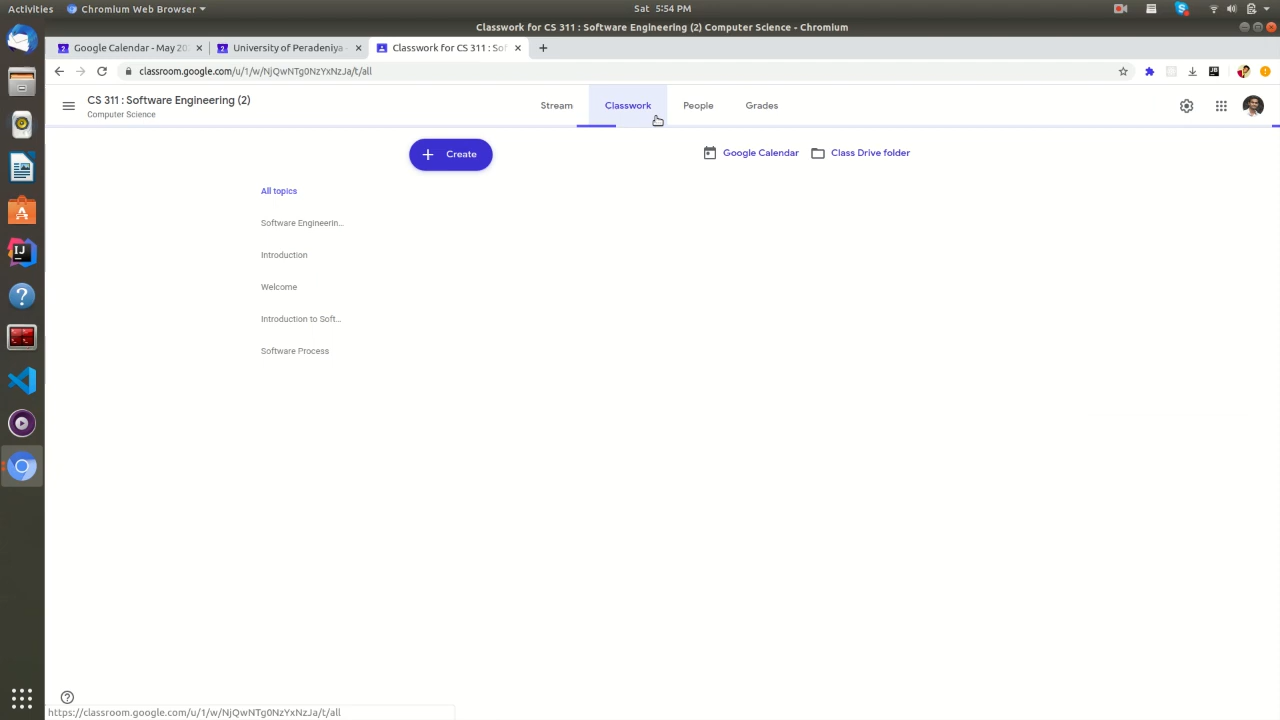 Activities
Chromium Web Browser
Sat 5:54 PM
Classwork for CS 311 : Software Engineering (2) Computer Science - Chromium
Google Calendar - May 20
University of Peradeniya -
Classwork for CS 311 : Sof
classroom.google.com/u/1/w/NjQwNTg0NzYxNzJa/t/all
CS 311 : Software Engineering (2)
Computer Science
Stream
Classwork
People
Grades
Create
Google Calendar
Class Drive folder
All topics
Software Engineerin...
Introduction
Welcome
Introduction to Soft...
Software Process
https://classroom.google.com/u/1/w/NjQwNTg0NzYxNzJa/t/all